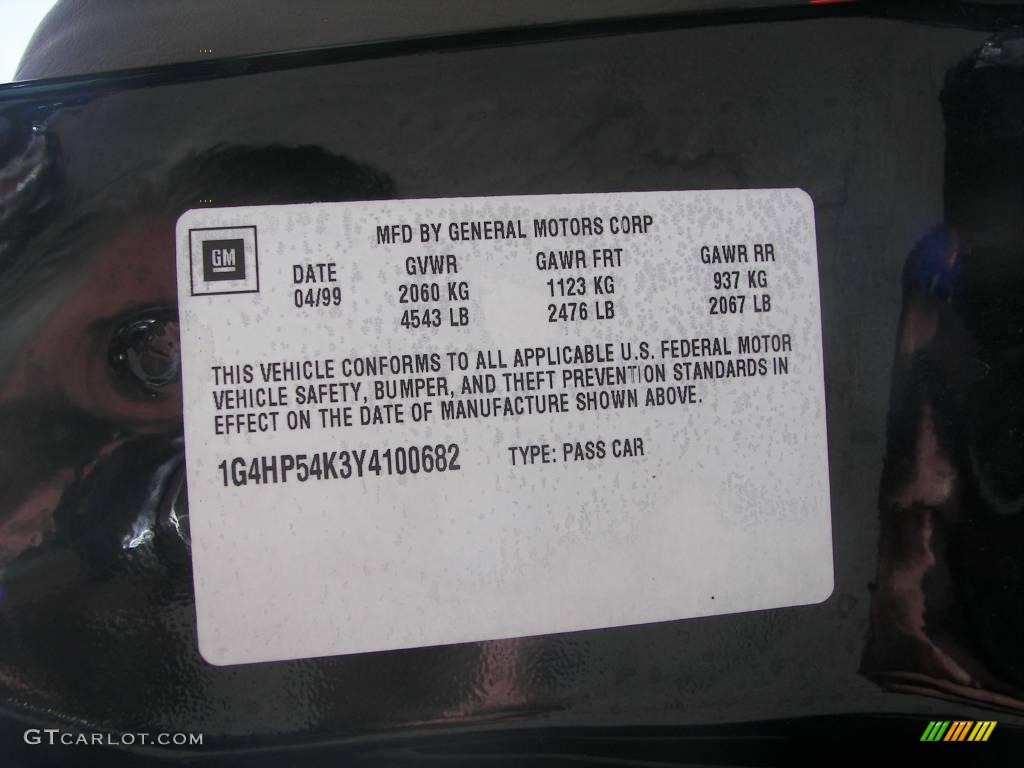 MFD BY GENERAL MOTORS CORP
GM
DATE GVWR GAWR FRT GAWR RR
04/99 2060 KG 1123 KG 937 KG
4543 LB 2476 LB 2067 LB
THIS VEHICLE CONFORMS TO ALL APPLICABLE U.S. FEDERAL MOTOR
VEHICLE SAFETY, BUMPER, AND THEFT PREVENTION STANDARDS IN
EFFECT ON THE DATE OF MANUFACTURE SHOWN ABOVE.
1G4HP54K3Y4100682 TYPE: PASS CAR
GTCARLOT.COM